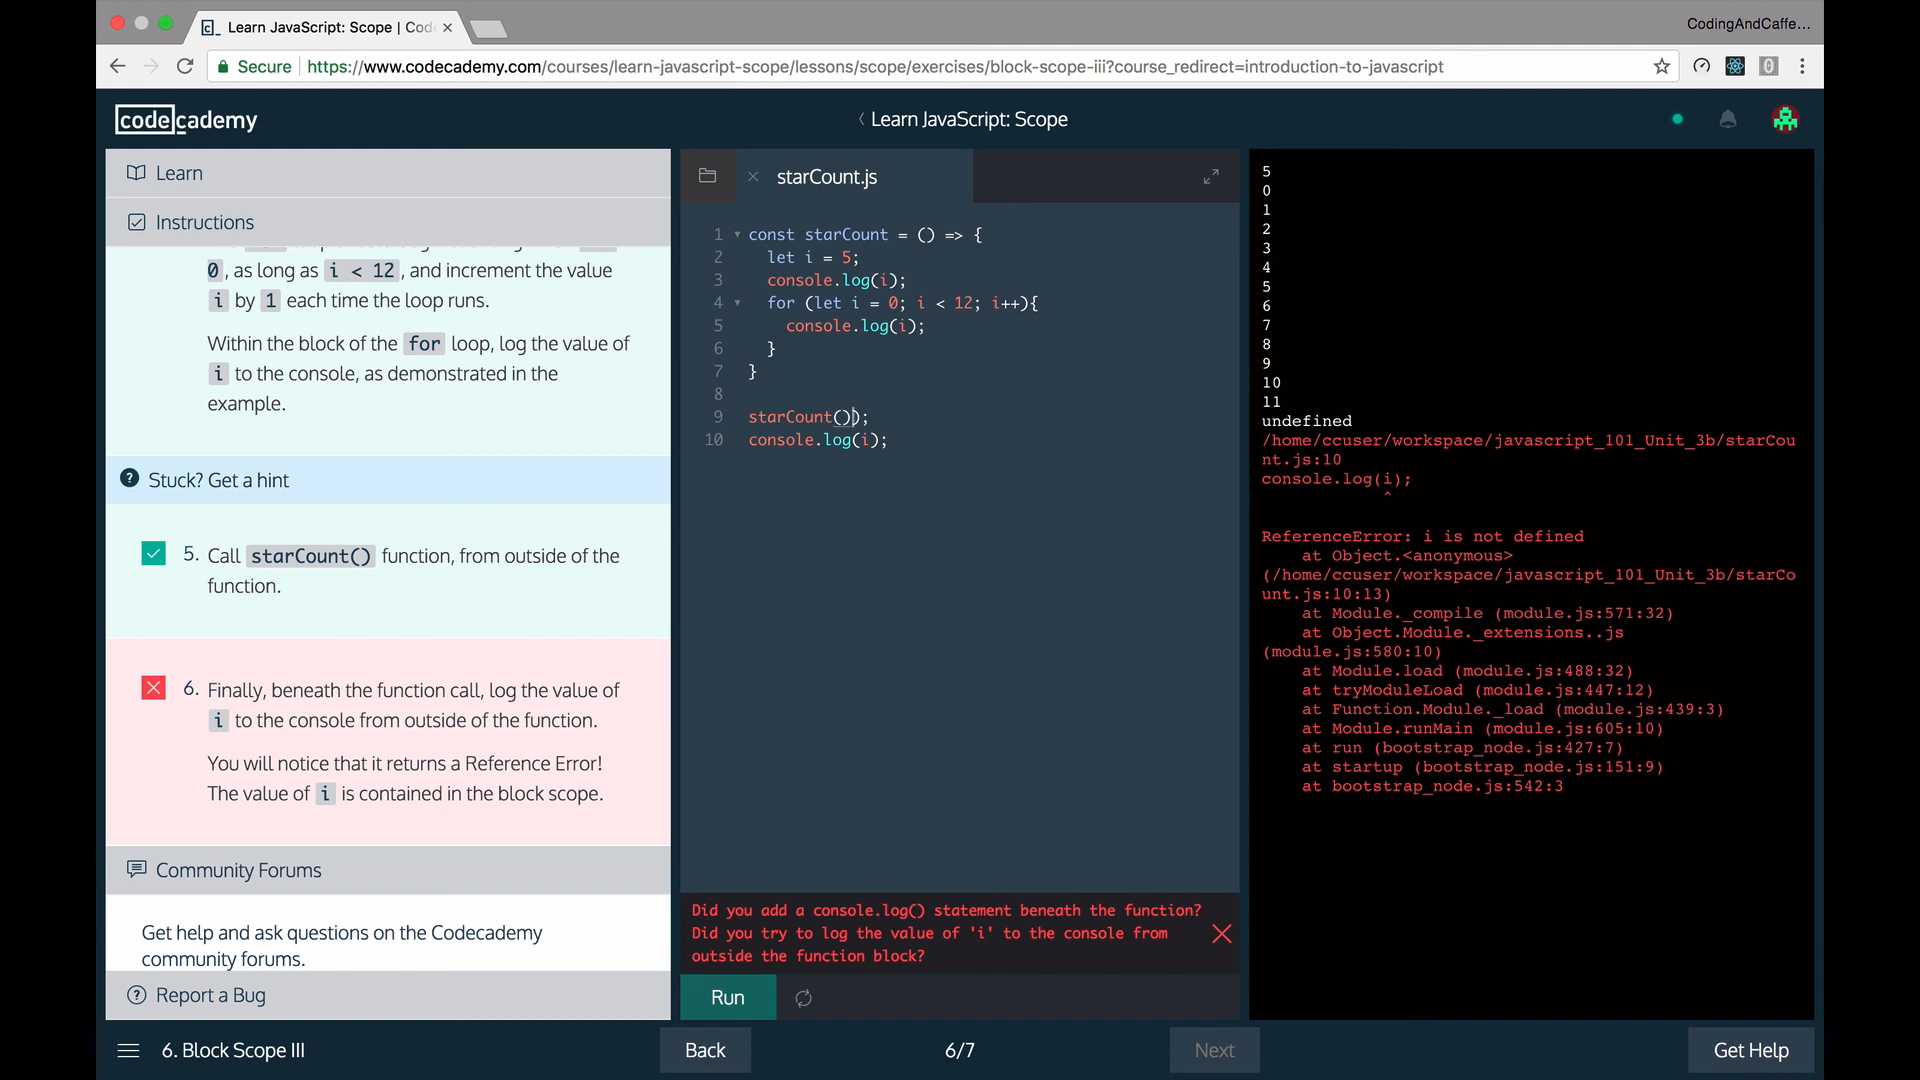 Learn JavaScript: Scope | Cod
CodingAndCaffe...
Secure
https://www.codecademy.com/courses/learn-javascript-scope/lessons/scope/exercises/block-scope-iii?course_redirect=introduction-to-javascript
codecademy
Learn JavaScript: Scope
Learn
Instructions
0, as long as i < 12, and increment the value
i by 1 each time the loop runs.
Within the block of the for loop, log the value of
i to the console, as demonstrated in the
example.
Stuck? Get a hint
5. Call starCount() function, from outside of the
function.
6. Finally, beneath the function call, log the value of
i to the console from outside of the function.
You will notice that it returns a Reference Error!
The value of i is contained in the block scope.
Community Forums
Get help and ask questions on the Codecademy
community forums.
Report a Bug
starCount.js
1 const starCount = () => {
2 let i = 5;
3 console.log(i);
4 for (let i = 0; i < 12; i++){
5 console.log(i);
6 }
7 }
8
9 starCount());
10 console.log(i);
Did you add a console.log() statement beneath the function?
Did you try to log the value of 'i' to the console from
outside the function block?
Run
5
0
1
2
3
4
5
6
7
8
9
10
11
undefined
/home/ccuser/workspace/javascript_101_Unit_3b/starCou
nt.js:10
console.log(i);
^
ReferenceError: i is not defined
at Object.<anonymous>
(/home/ccuser/workspace/javascript_101_Unit_3b/starCo
unt.js:10:13)
at Module._compile (module.js:571:32)
at Object.Module._extensions..js
(module.js:580:10)
at Module.load (module.js:488:32)
at tryModuleLoad (module.js:447:12)
at Function.Module._load (module.js:439:3)
at Module.runMain (module.js:605:10)
at run (bootstrap_node.js:427:7)
at startup (bootstrap_node.js:151:9)
at bootstrap_node.js:542:3
6. Block Scope III
Back
6/7
Next
Get Help